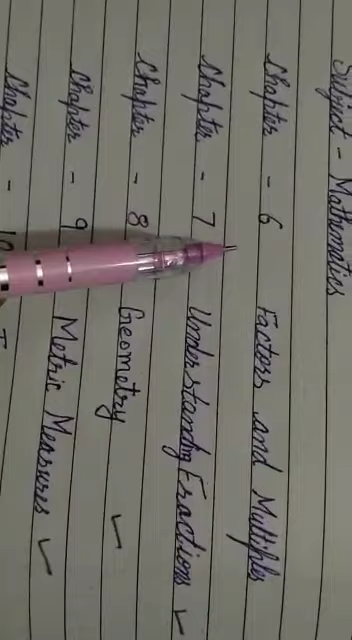 Subject - Mathematics
Chapter - 6 Factors and Multiples
Chapter - 7 Understanding Fractions ✓
Chapter - 8 Geometry ✓
Chapter - 9 Metric Measures ✓
Chapter - 10